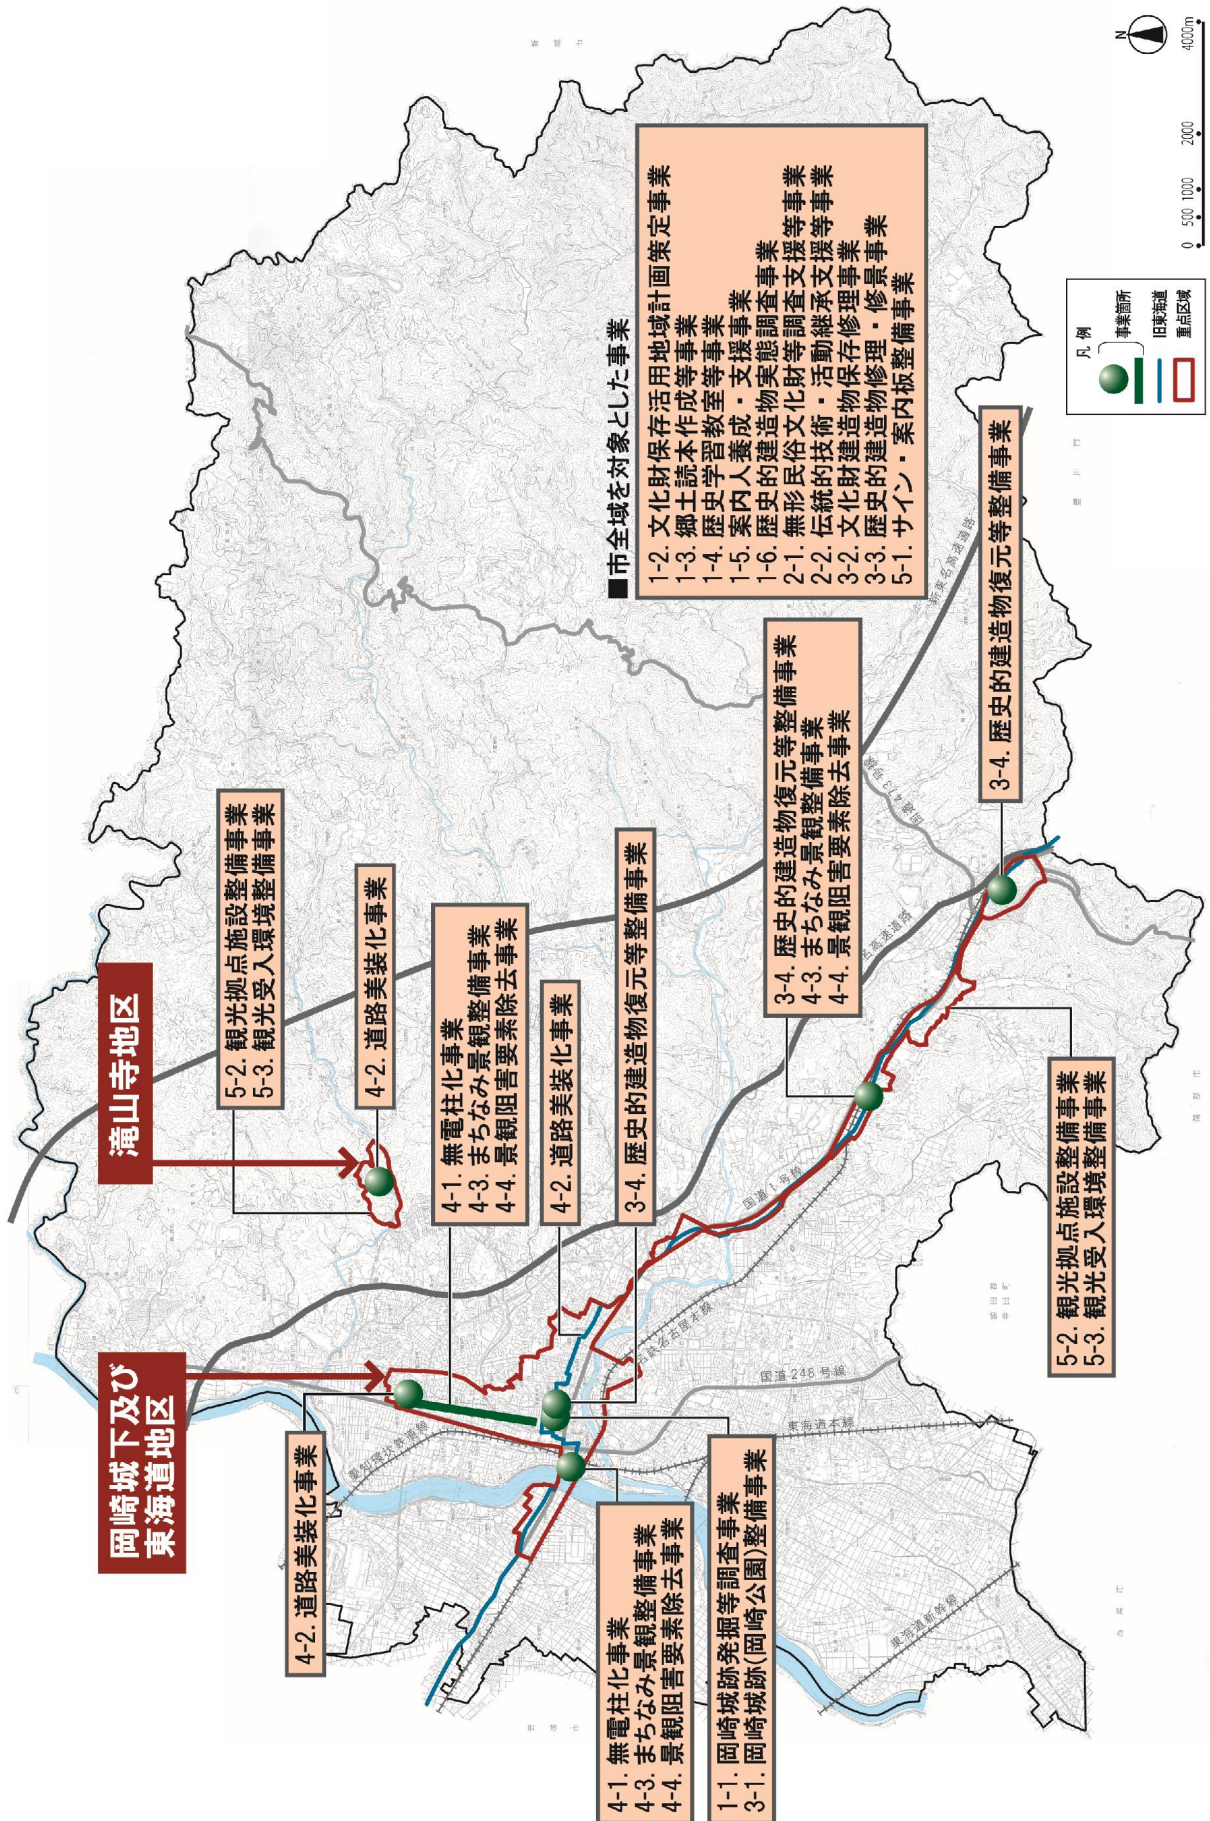 岡崎城下及び
東海道地区
滝山寺地区
4-2. 道路美装化事業
5-2. 観光拠点施設整備事業
5-3. 観光受入環境整備事業
4-2. 道路美装化事業
4-1. 無電柱化事業
4-3. まちなみ景観整備事業
4-4. 景観阻害要素除去事業
4-2. 道路美装化事業
3-4. 歴史的建造物復元等整備事業
■市全域を対象とした事業
1-2. 文化財保存活用地域計画策定事業
1-3. 郷土読本作成等事業
1-4. 歴史学習教室等事業
1-5. 案内人養成・支援事業
1-6. 歴史的建造物実態調査事業
2-1. 無形民俗文化財等調査支援等事業
2-2. 伝統的技術・活動継承支援等事業
3-2. 文化財建造物保存修理事業
3-3. 歴史的建造物修理・修景事業
5-1. サイン・案内板整備事業
4-1. 無電柱化事業
4-3. まちなみ景観整備事業
4-4. 景観阻害要素除去事業
1-1. 岡崎城跡発掘等調査事業
3-1. 岡崎城跡(岡崎公園)整備事業
3-4. 歴史的建造物復元等整備事業
4-3. まちなみ景観整備事業
4-4. 景観阻害要素除去事業
3-4. 歴史的建造物復元等整備事業
5-2. 観光拠点施設整備事業
5-3. 観光受入環境整備事業
愛知環状鉄道線
国道1号線
名鉄名古屋本線
国道248号線
東海道本線
東海道新幹線
名高速道路
国道473号線
新東名高速道路
凡例
事業箇所
旧東海道
重点区域
N
0 500 1000 2000 4000m